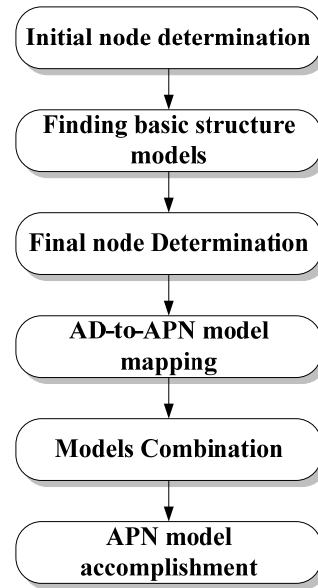 Initial node determination
Finding basic structure
models
Final node Determination
AD-to-APN model
mapping
Models Combination
APN model
accomplishment